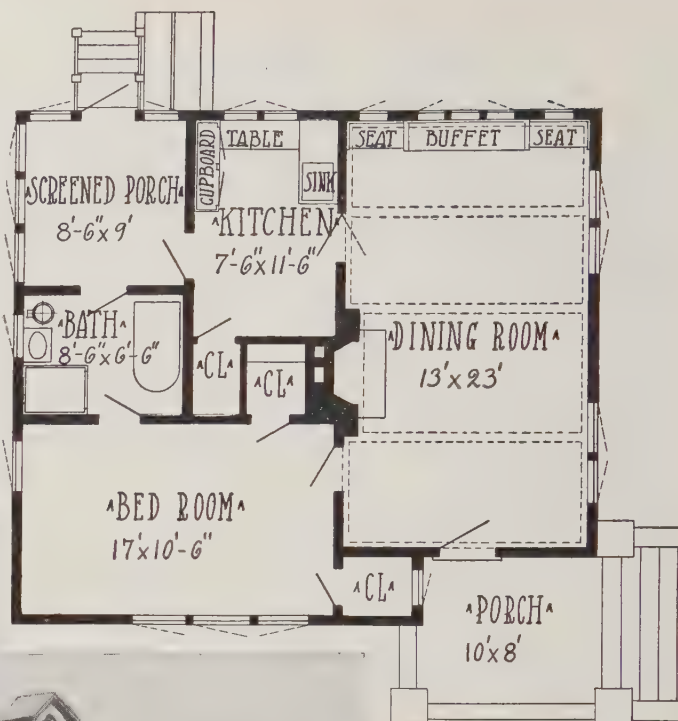 CUPBOARD
TABLE
SEAT
BUFFET
SEAT
SINK
SCREENED PORCH
8'-6"x9'
KITCHEN
7'-6"x11'-6"
BATH
8'-6"x6'-6"
CL
CL
DINING ROOM
13'x23'
BED ROOM
17'x10'-6"
CL
PORCH
10'x8'